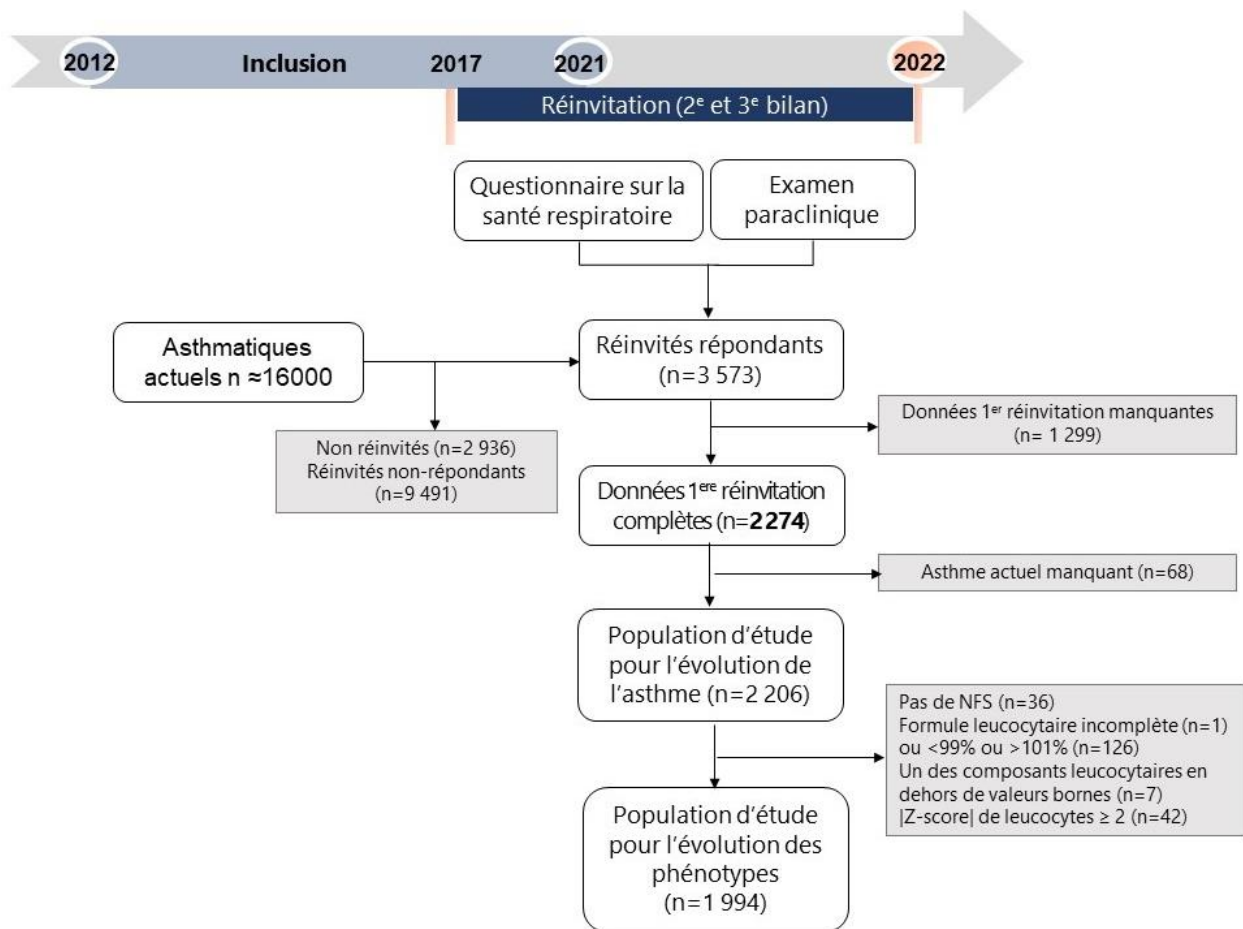 2012
Inclusion
2017
2021
2022
Réinvitation (2e et 3e bilan)
Questionnaire sur la
santé respiratoire
Examen
paraclinique
Asthmatiques
actuels n ≈16000
Réinvités répondants
(n=3 573)
Non réinvités (n=2 936)
Réinvités non-répondants
(n=9 491)
Données 1er réinvitation manquantes
(n= 1 299)
Données 1ere réinvitation
complètes (n=2 274)
Asthme actuel manquant (n=68)
Population d'étude
pour l'évolution de
l'asthme (n=2 206)
Pas de NFS (n=36)
Formule leucocytaire incomplète (n=1)
ou <99% ou >101% (n=126)
Un des composants leucocytaires en
dehors de valeurs bornes (n=7)
|Z-score| de leucocytes ≥ 2 (n=42)
Population d'étude
pour l'évolution des
phénotypes
(n=1 994)